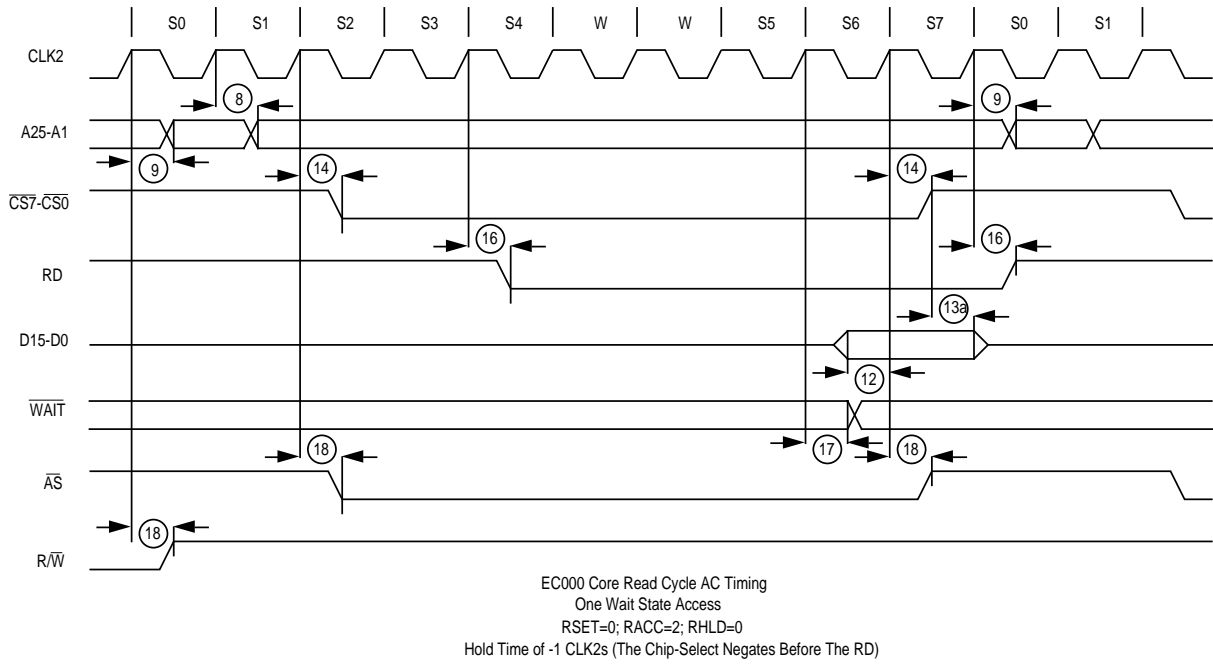 S0 S1 S2 S3 S4 W W S5 S6 S7 S0 S1
CLK2
8 9
A25-A1
9 14 14
CS7-CS0
16 16
RD
13a
D15-D0
12
WAIT
18 17 18
AS
18
R/W
EC000 Core Read Cycle AC Timing
One Wait State Access
RSET=0; RACC=2; RHLD=0
Hold Time of -1 CLK2s (The Chip-Select Negates Before The RD)